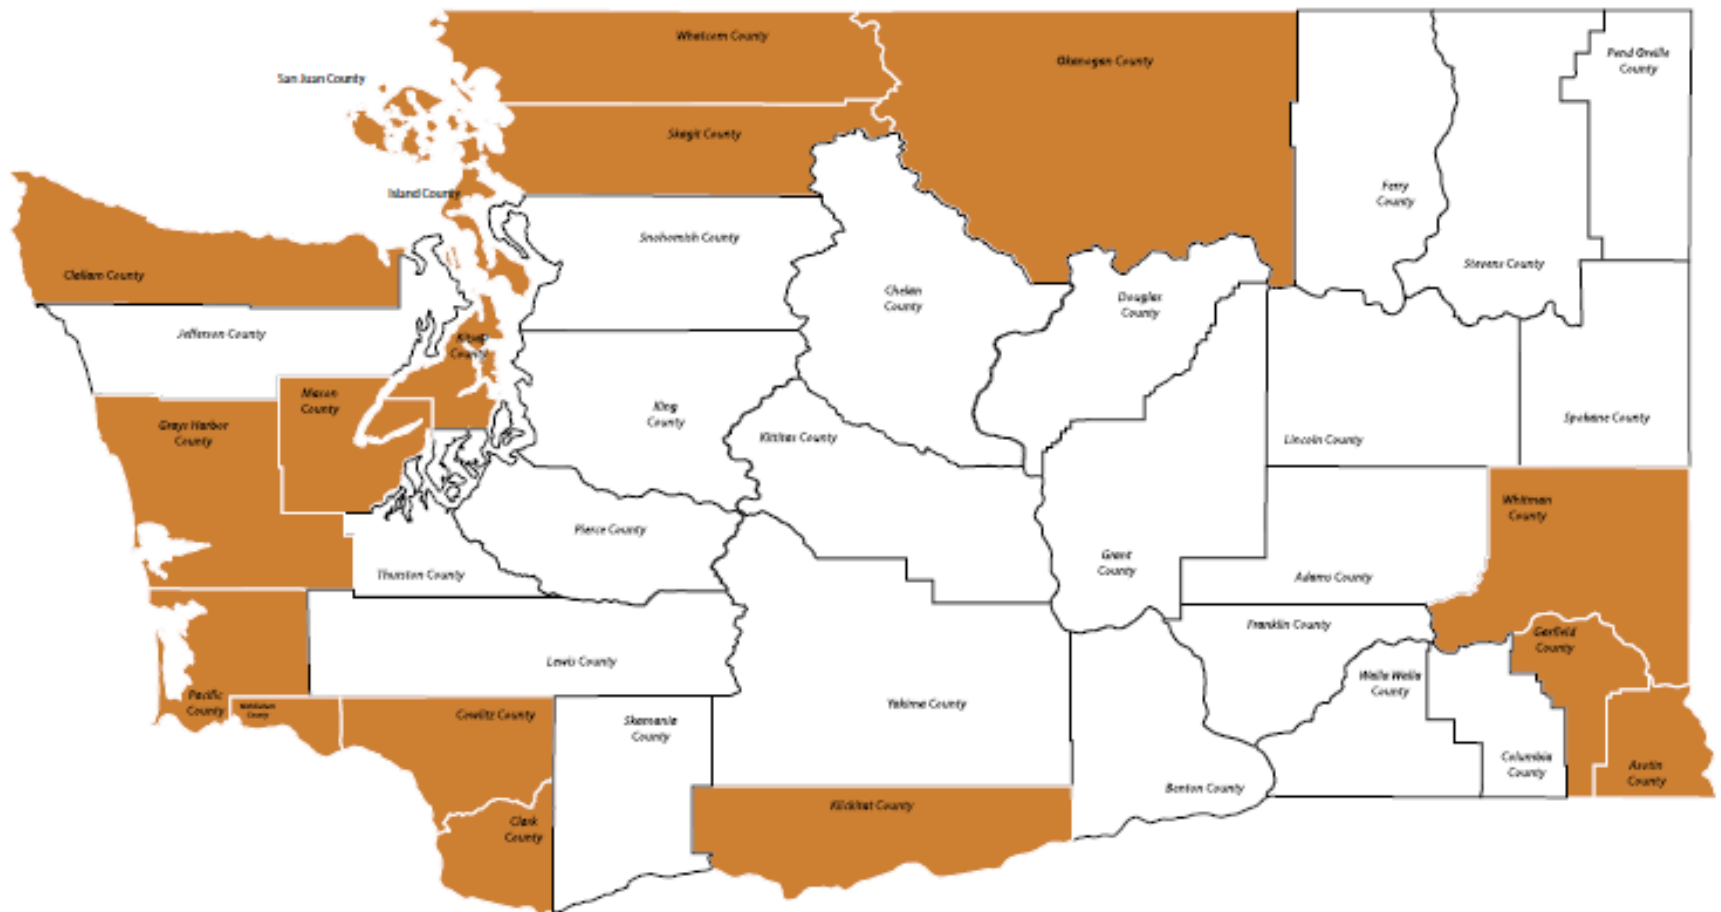 Whatcom County
Okanogan County
Pend Oreille
County
San Juan County
Skagit County
Island County
Ferry
County
Snohomish County
Stevens County
Clallam County
Chelan
County
Douglas
County
Jefferson County
Kitsap
County
Mason
County
Grays Harbor
County
King
County
Kittitas County
Lincoln County
Spokane County
Whitman
County
Pierce County
Grant
County
Thurston County
Adams County
Franklin County
Garfield
County
Lewis County
Walla Walla
County
Pacific
County
Wahkiakum
County
Cowlitz County
Skamania
County
Yakima County
Columbia
County
Asotin
County
Benton County
Klickitat County
Clark
County